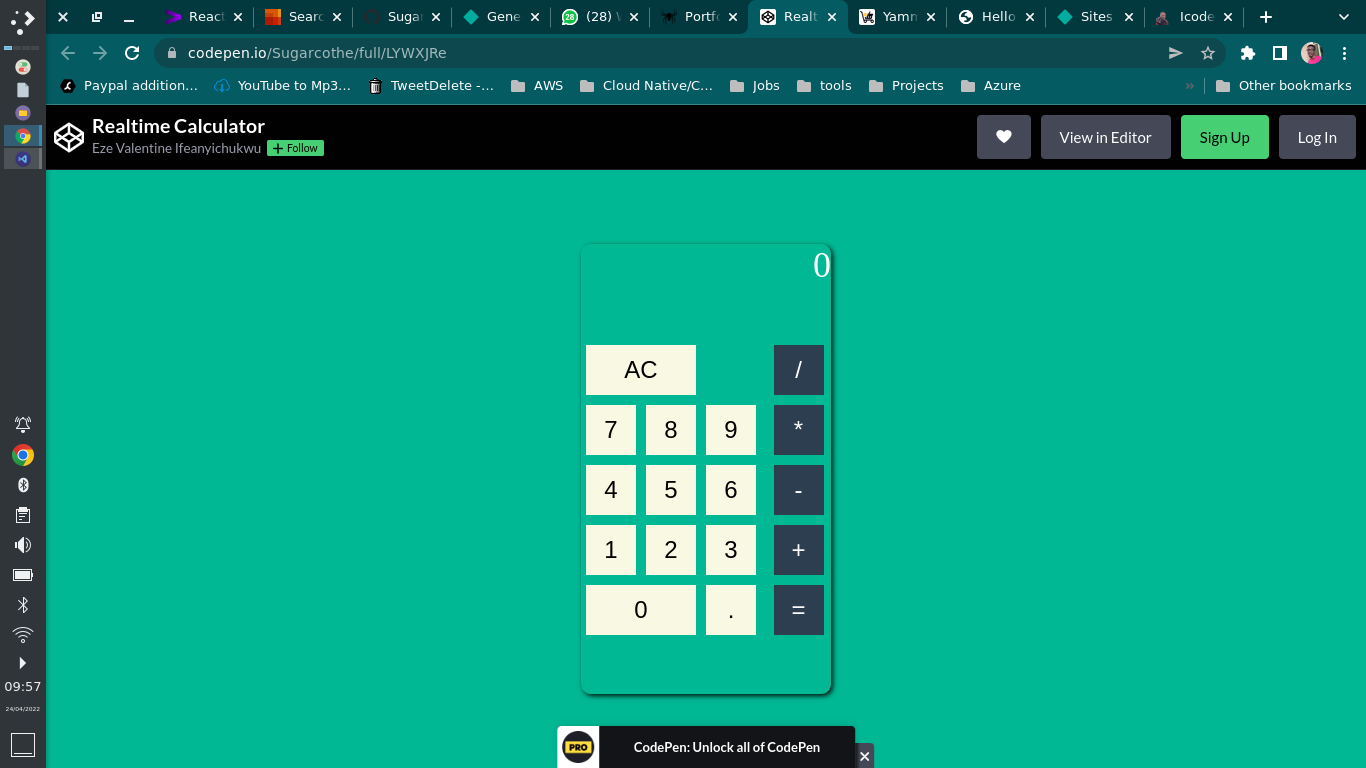 React
Searc
Sugar
Gene
(28)
Portfo
Realt
Yamm
Hello
Sites
Icode
codepen.io/Sugarcothe/full/LYWXJRe
Paypal addition...
YouTube to Mp3...
TweetDelete -...
AWS
Cloud Native/C...
Jobs
tools
Projects
Azure
»
Other bookmarks
Realtime Calculator
Eze Valentine Ifeanyichukwu
+ Follow
View in Editor
Sign Up
Log In
0
AC /
7 8 9 *
4 5 6 -
1 2 3 +
0 . =
09:57
24/04/2022
PRO
CodePen: Unlock all of CodePen